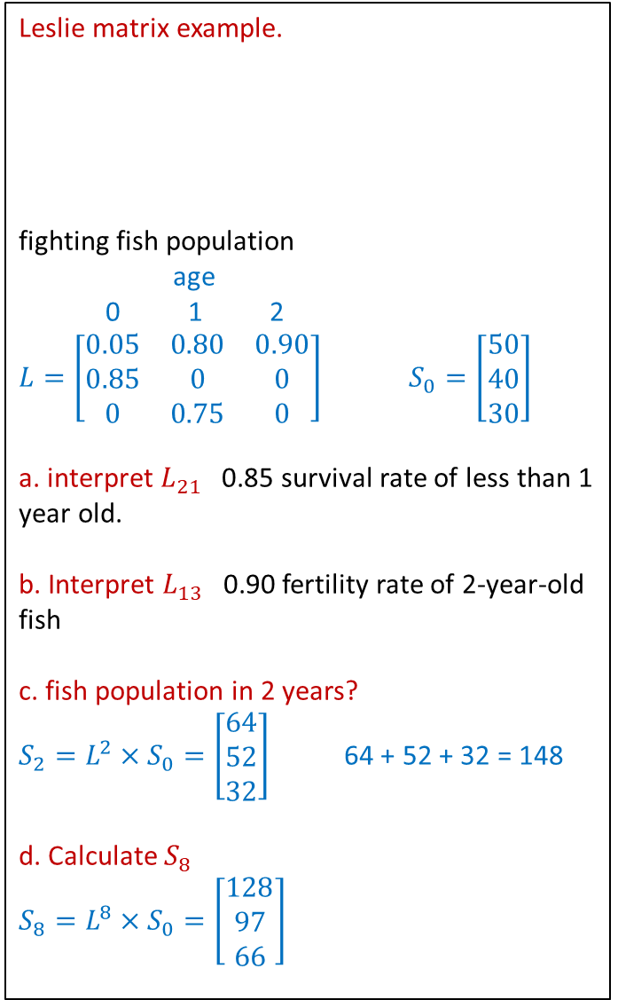 Leslie matrix example.
fighting fish population
age
0 1 2
L = [0.05 0.80 0.90
0.85 0 0
0 0.75 0] S₀ = [50
40
30]
a. interpret L₂₁ 0.85 survival rate of less than 1
year old.
b. Interpret L₁₃ 0.90 fertility rate of 2-year-old
fish
c. fish population in 2 years?
S₂ = L² × S₀ = [64
52
32] 64 + 52 + 32 = 148
d. Calculate S₈
S₈ = L⁸ × S₀ = [128
97
66]